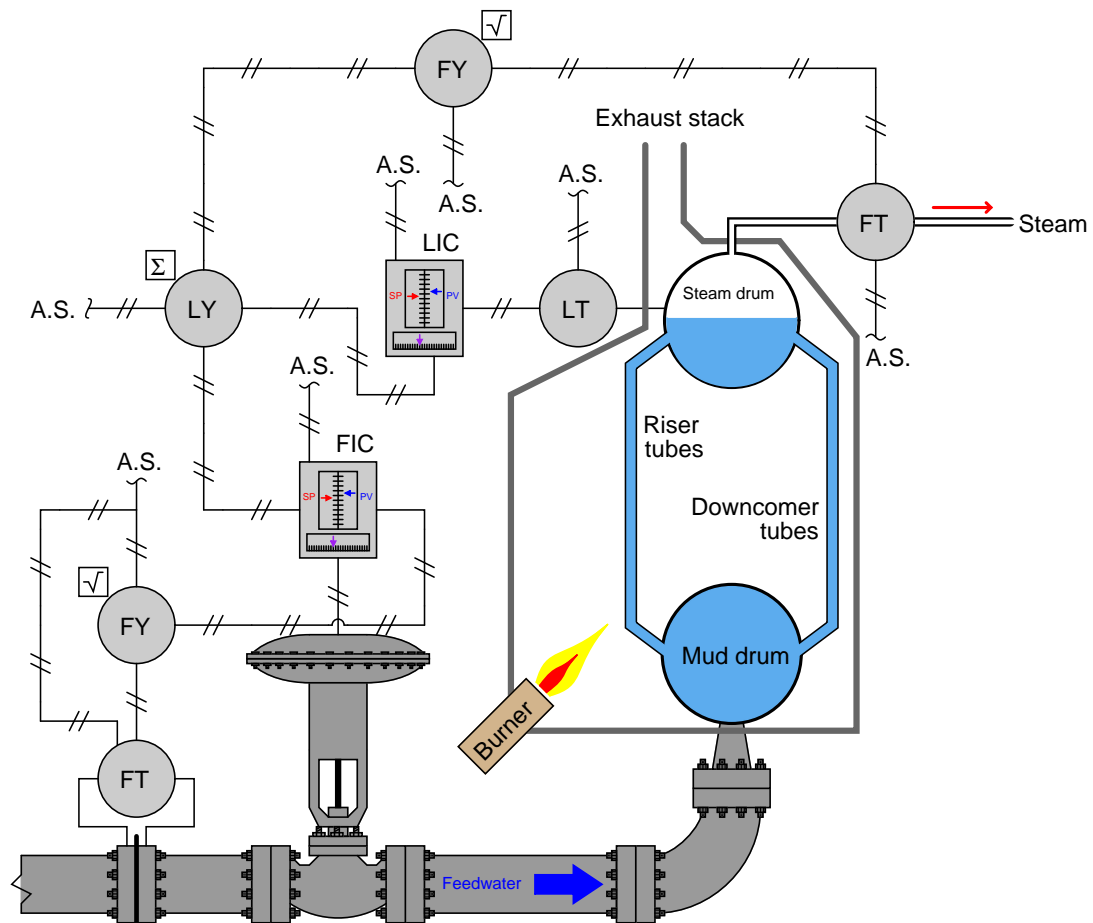 √
FY
Exhaust stack
A.S.
A.S.
A.S.
FT
Steam
LIC
Σ
SP
PV
Steam drum
A.S.
LY
LT
A.S.
A.S.
FIC
Riser
tubes
A.S.
SP
PV
Downcomer
tubes
√
FY
Mud drum
Burner
FT
Feedwater